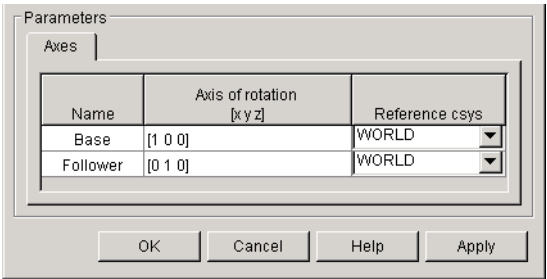 Parameters
Axes
Name Axis of rotation [x y z] Reference csys
Base [1 0 0] WORLD
Follower [0 1 0] WORLD
OK Cancel Help Apply